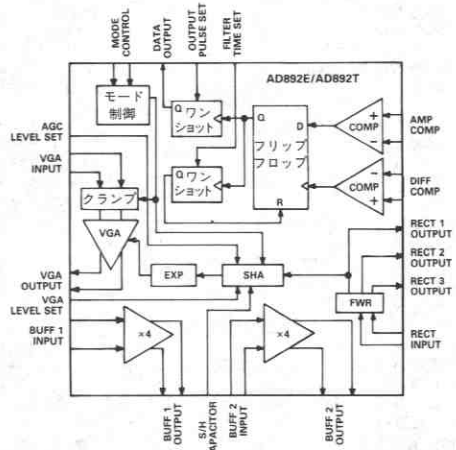 MODE
CONTROL
DATA
OUTPUT
OUTPUT
PULSE SET
FILTER
TIME SET
AD892E/AD892T
モード
制御
Q ワン
ショット
Q ワン
ショット
Q
D
フリップ
フロップ
R
+
COMP
−
−
COMP
+
AMP
COMP
DIFF
COMP
AGC
LEVEL SET
VGA
INPUT
クランプ
VGA
EXP
SHA
FWR
RECT 1
OUTPUT
RECT 2
OUTPUT
RECT 3
OUTPUT
RECT
INPUT
VGA
OUTPUT
VGA
LEVEL SET
BUFF 1
INPUT
×4
×4
BUFF 1
OUTPUT
S/H
CAPACITOR
BUFF 2
INPUT
BUFF 2
OUTPUT